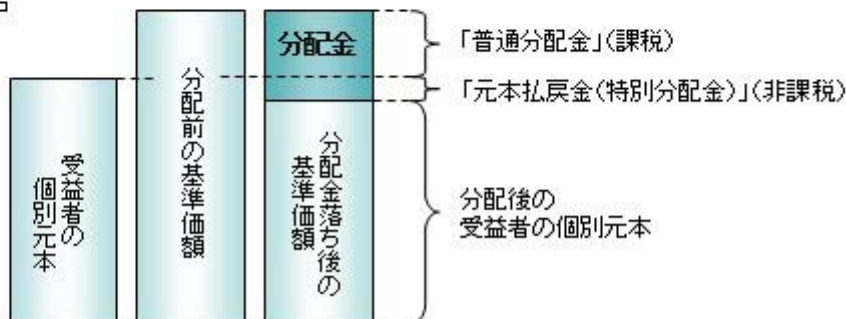 受益者の
個別元本
分配前の基準価額
分配金
分配金落ち後の
基準価額
「普通分配金」(課税)
「元本払戻金(特別分配金)」(非課税)
分配後の
受益者の個別元本